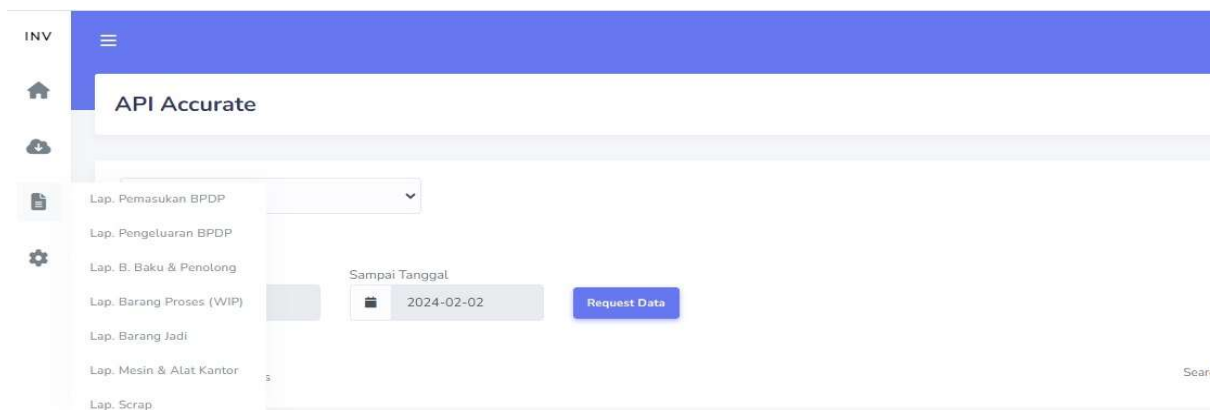 INV
API Accurate
Lap. Pemasukan BPDP
Lap. Pengeluaran BPDP
Lap. B. Baku & Penolong
Lap. Barang Proses (WIP)
Lap. Barang Jadi
Lap. Mesin & Alat Kantor
Lap. Scrap
Sampai Tanggal
2024-02-02
Request Data
s
Sear